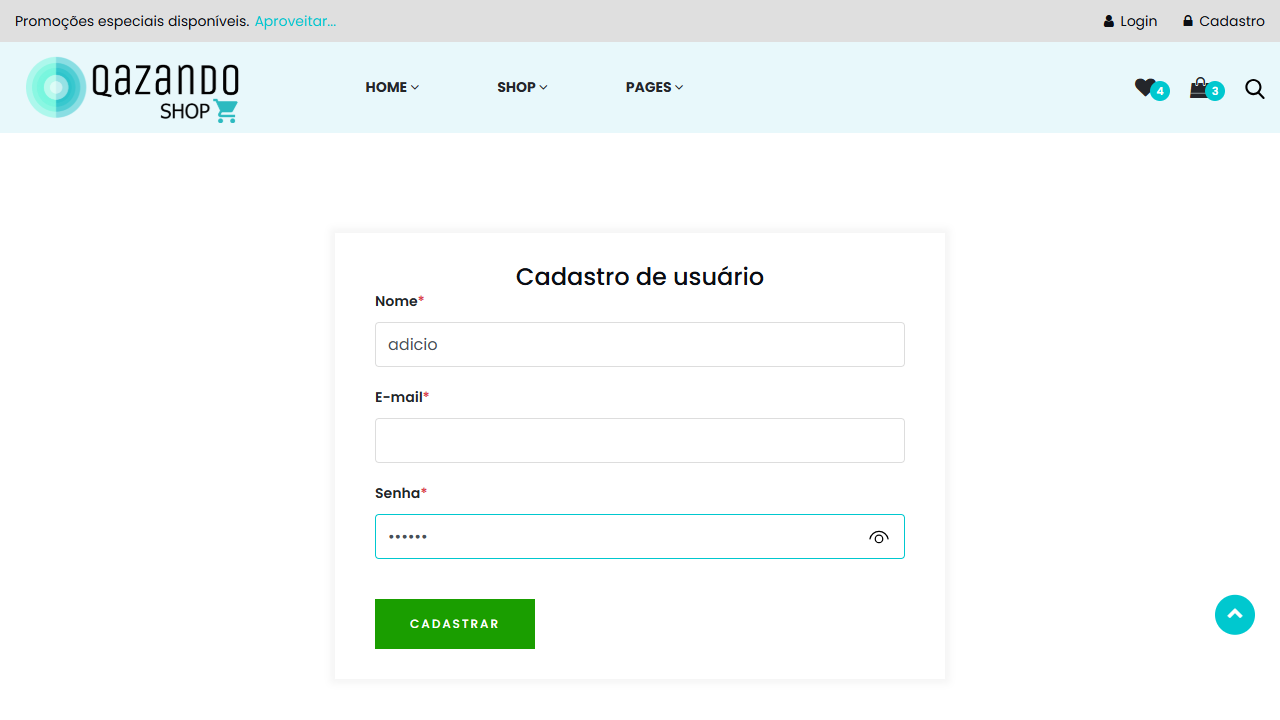 Promoções especiais disponíveis. Aproveitar...
Login
Cadastro
QAZANDO
SHOP
HOME
SHOP
PAGES
4
3
Cadastro de usuário
Nome*
adicio
E-mail*
Senha*
••••••
CADASTRAR